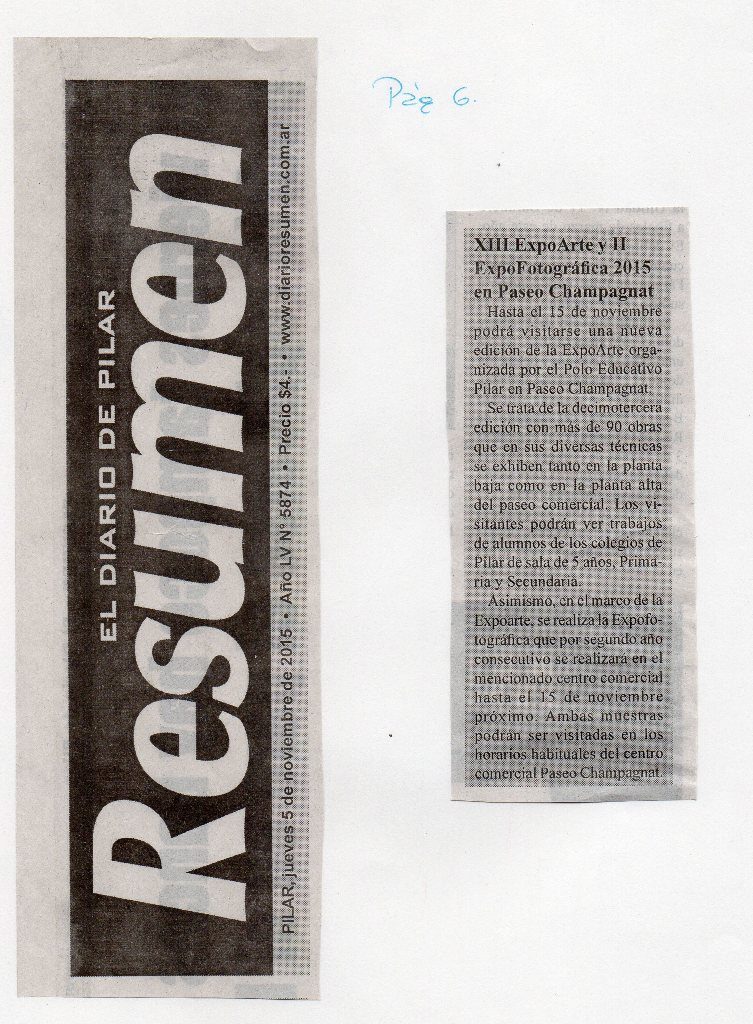 EL DIARIO DE PILAR
Resumen
PILAR, jueves 5 de noviembre de 2015 • Año LV N° 5874 • Precio $4.- • www.diarioresumen.com.ar
Pág 6.
XIII ExpoArte y II
ExpoFotográfica 2015
en Paseo Champagnat
Hasta el 15 de noviembre
podrá visitarse una nueva
edición de la ExpoArte orga-
nizada por el Polo Educativo
Pilar en Paseo Champagnat.
Se trata de la decimotercera
edición con más de 90 obras
que en sus diversas técnicas
se exhiben tanto en la planta
baja como en la planta alta
del paseo comercial. Los vi-
sitantes podrán ver trabajos
de alumnos de los colegios de
Pilar de sala de 5 años, Prima-
ria y Secundaria.
Asimismo, en el marco de la
Expoarte, se realiza la Expofo-
tográfica que por segundo año
consecutivo se realizara en el
mencionado centro comercial
hasta el 15 de noviembre
próximo. Ambas muestras
podrán ser visitadas en los
horarios habituales del centro
comercial Paseo Champagnat.